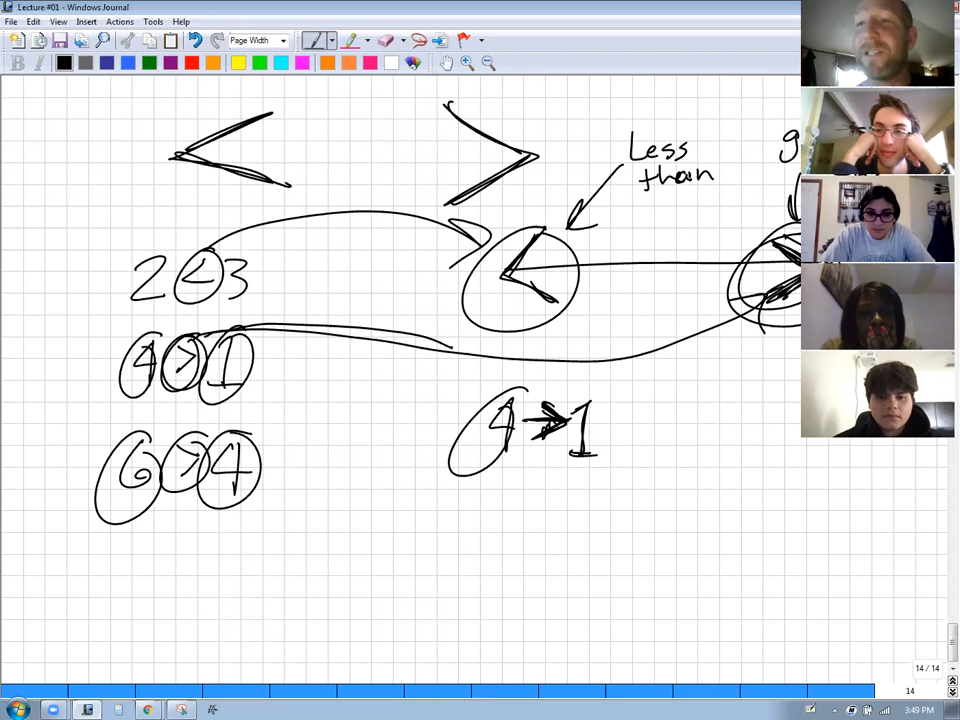 Lecture #01 - Windows Journal
File Edit View Insert Actions Tools Help
Page Width
B I
< >
Less than
g
2 < 3
<
4 > 1
4 > 1
6 > 4
14 / 14
14
3:49 PM